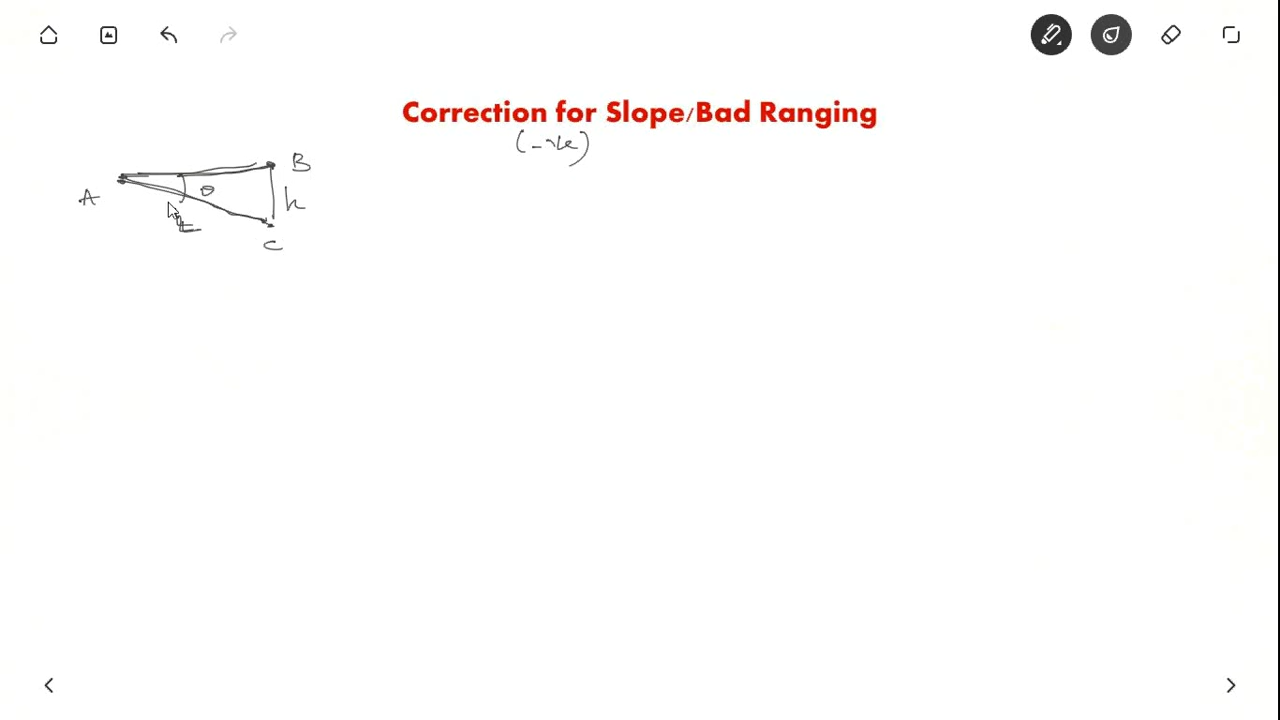 Correction for Slope/Bad Ranging
(-ve)
B
A
θ
h
L
C